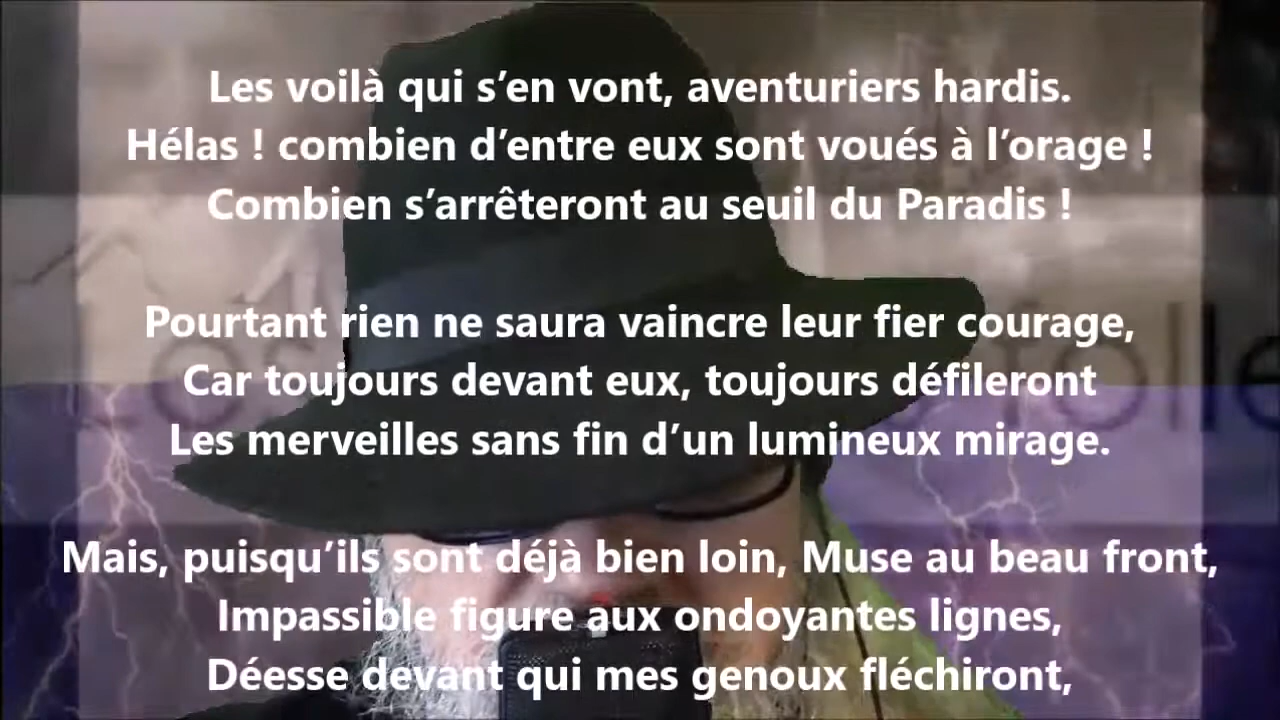 Les voilà qui s’en vont, aventuriers hardis.
Hélas ! combien d’entre eux sont voués à l’orage !
Combien s’arrêteront au seuil du Paradis !
Pourtant rien ne saura vaincre leur fier courage,
Car toujours devant eux, toujours défileront
Les merveilles sans fin d’un lumineux mirage.
Mais, puisqu’ils sont déjà bien loin, Muse au beau front,
Impassible figure aux ondoyantes lignes,
Déesse devant qui mes genoux fléchiront,